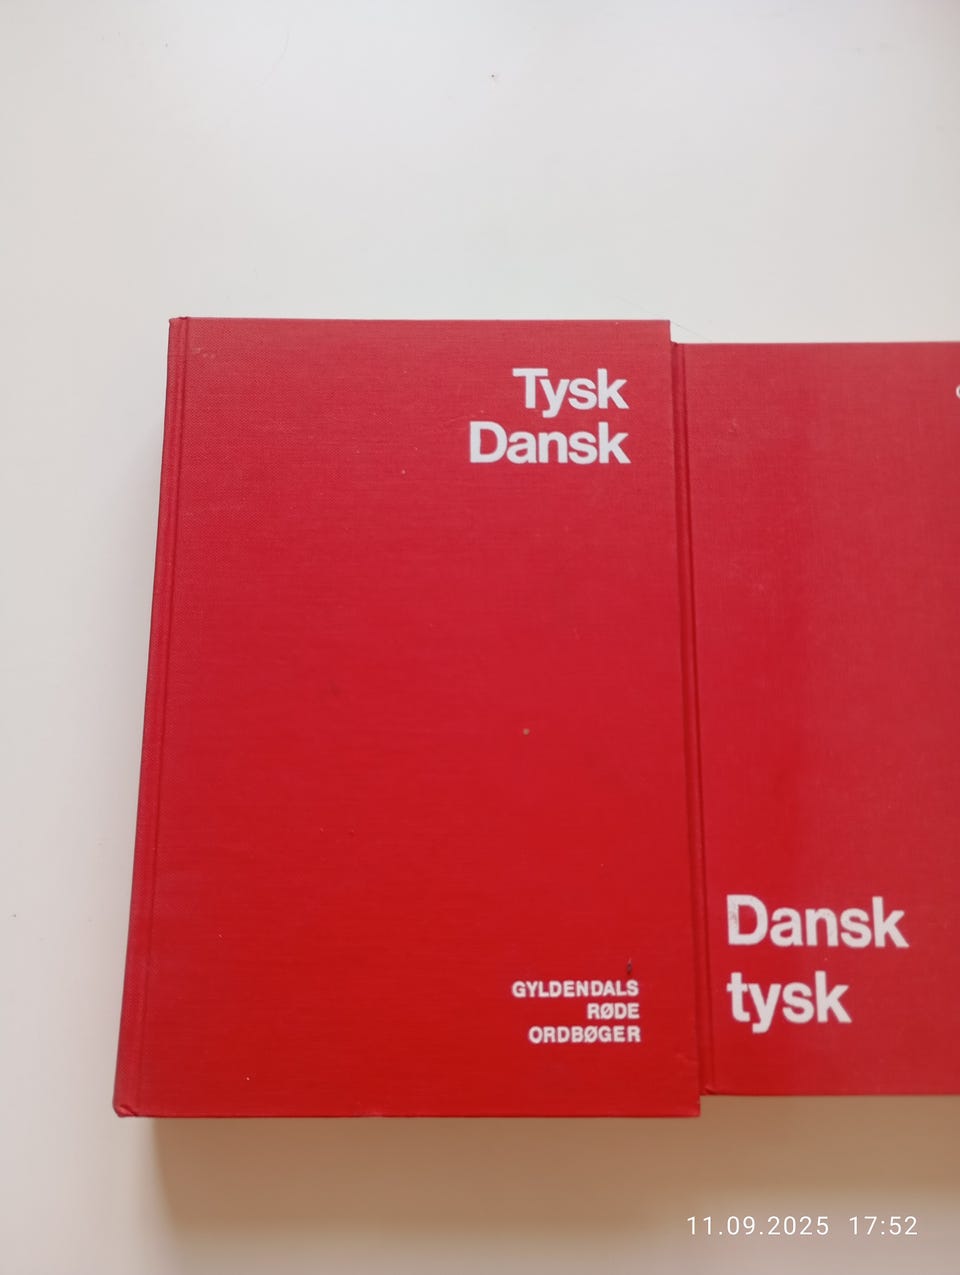 Tysk
Dansk
GYLDENDALS
RØDE
ORDBØGER
Dansk
tysk
11.09.2025 17:52